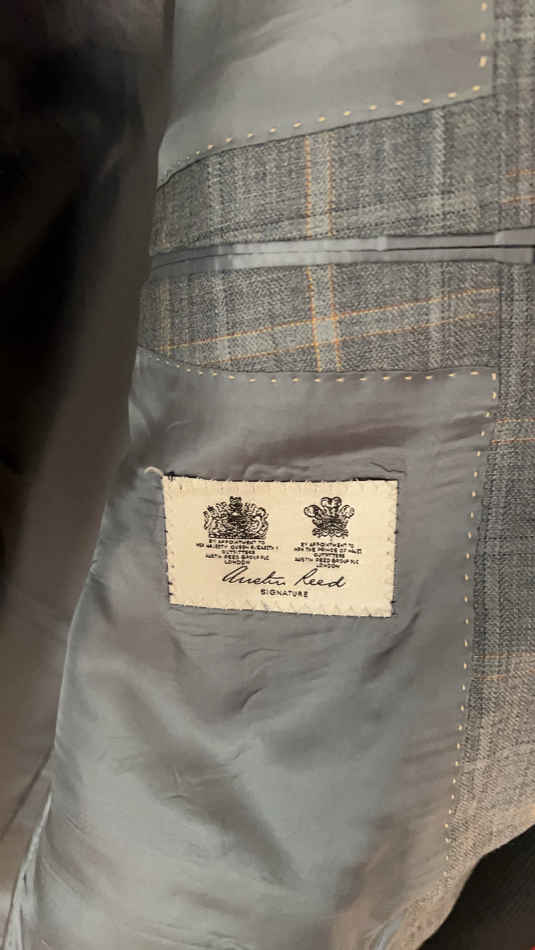 BY APPOINTMENT TO
HER MAJESTY QUEEN ELIZABETH II
OUTFITTERS
AUSTIN REED GROUP PLC
LONDON
BY APPOINTMENT TO
HRH THE PRINCE OF WALES
OUTFITTERS
AUSTIN REED GROUP PLC
LONDON
Austin Reed
SIGNATURE